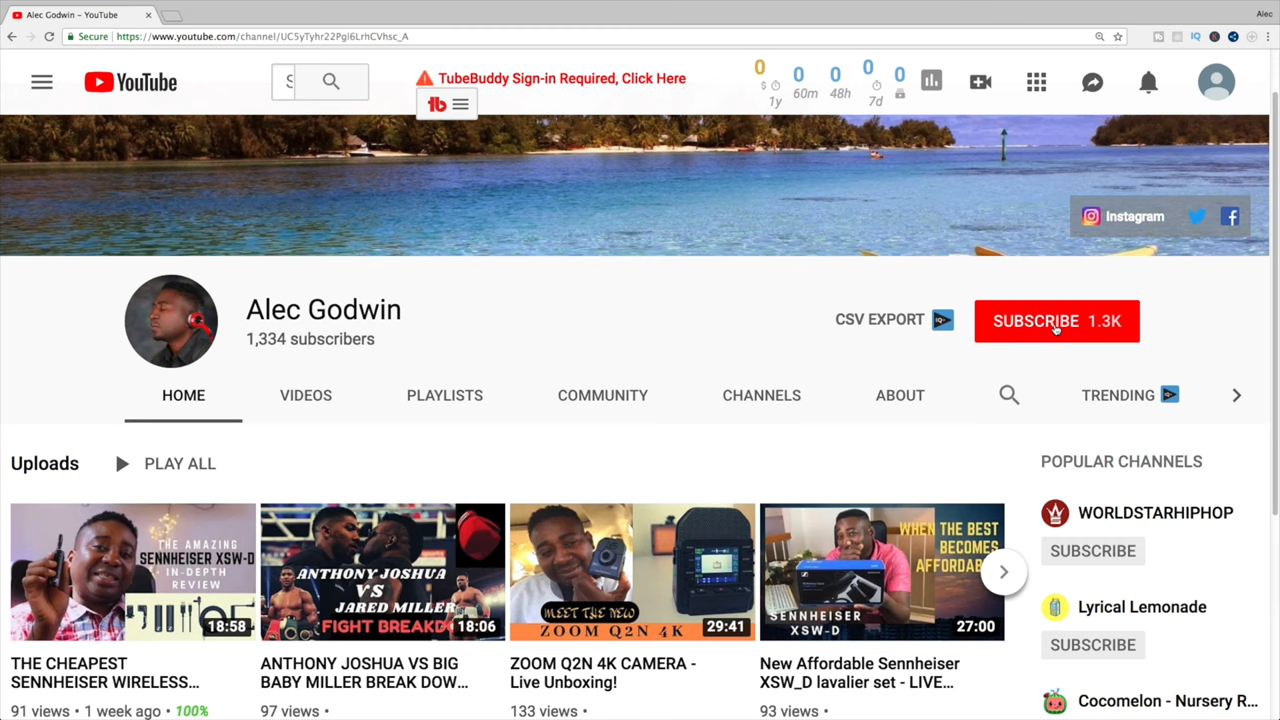 Alec Godwin - YouTube
Alec
Secure https://www.youtube.com/channel/UC5yTyhr22Pgl6LrhCVhsc_A
IQ
YouTube
TubeBuddy Sign-in Required, Click Here
tb
0 0 0 0 0
$ 1y 60m 48h 7d
Instagram
Alec Godwin
1,334 subscribers
CSV EXPORT IQ
SUBSCRIBE 1.3K
HOME VIDEOS PLAYLISTS COMMUNITY CHANNELS ABOUT TRENDING
Uploads PLAY ALL
POPULAR CHANNELS
THE AMAZING
SENNHEISER XSW-D
IN-DEPTH
REVIEW
18:58
ANTHONY JOSHUA
VS
JARED MILLER
FIGHT BREAKD
18:06
MEET THE NEW
ZOOM Q2N 4K
29:41
WHEN THE BEST
BECOMES
AFFORDAB
SENNHEISER
XSW-D
27:00
THE CHEAPEST
SENNHEISER WIRELESS...
91 views • 1 week ago • 100%
ANTHONY JOSHUA VS BIG
BABY MILLER BREAK DOW...
97 views •
ZOOM Q2N 4K CAMERA -
Live Unboxing!
133 views •
New Affordable Sennheiser
XSW_D lavalier set - LIVE...
93 views •
WORLDSTARHIPHOP
SUBSCRIBE
Lyrical Lemonade
SUBSCRIBE
Cocomelon - Nursery R...